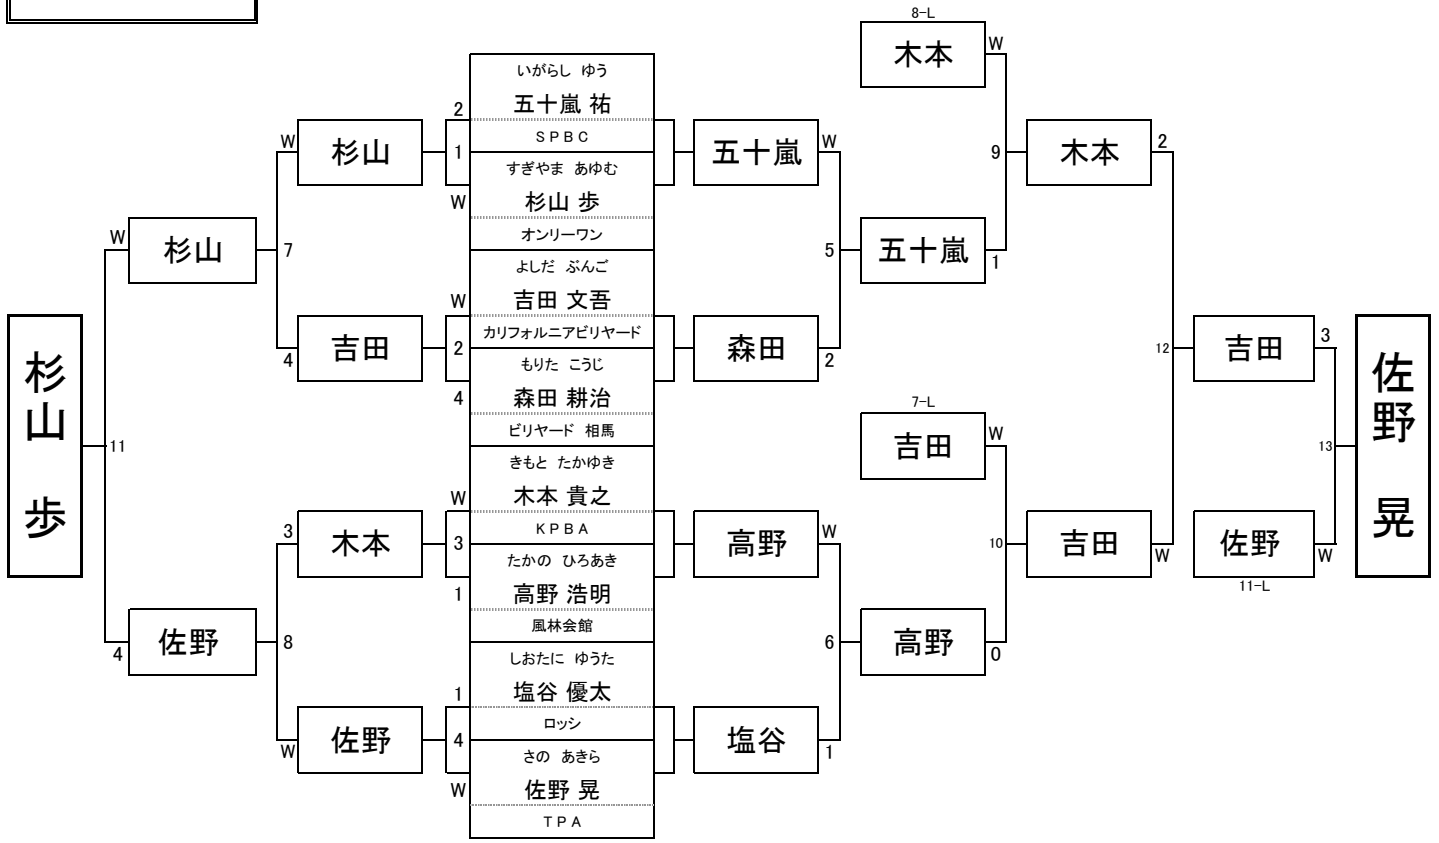 8-L
木本
W
いがらし ゆう
五十嵐 祐
2
SPBC
W
杉山
1
五十嵐
W
9
木本
2
すぎやま あゆむ
杉山 歩
W
オンリーワン
W
杉山
7
5
五十嵐
1
よしだ ぶんご
吉田 文吾
W
カリフォルニアビリヤード
4
吉田
2
森田
2
12
吉田
3
もりた こうじ
森田 耕治
4
ビリヤード 相馬
7-L
吉田
W
杉山 歩
11
13
佐野 晃
きもと たかゆき
木本 貴之
W
KPBA
3
木本
3
高野
W
10
吉田
W
佐野
W
11-L
たかの ひろあき
高野 浩明
1
風林会館
4
佐野
8
6
高野
0
しおたに ゆうた
塩谷 優太
1
ロッシ
W
佐野
4
塩谷
1
さの あきら
佐野 晃
W
TPA